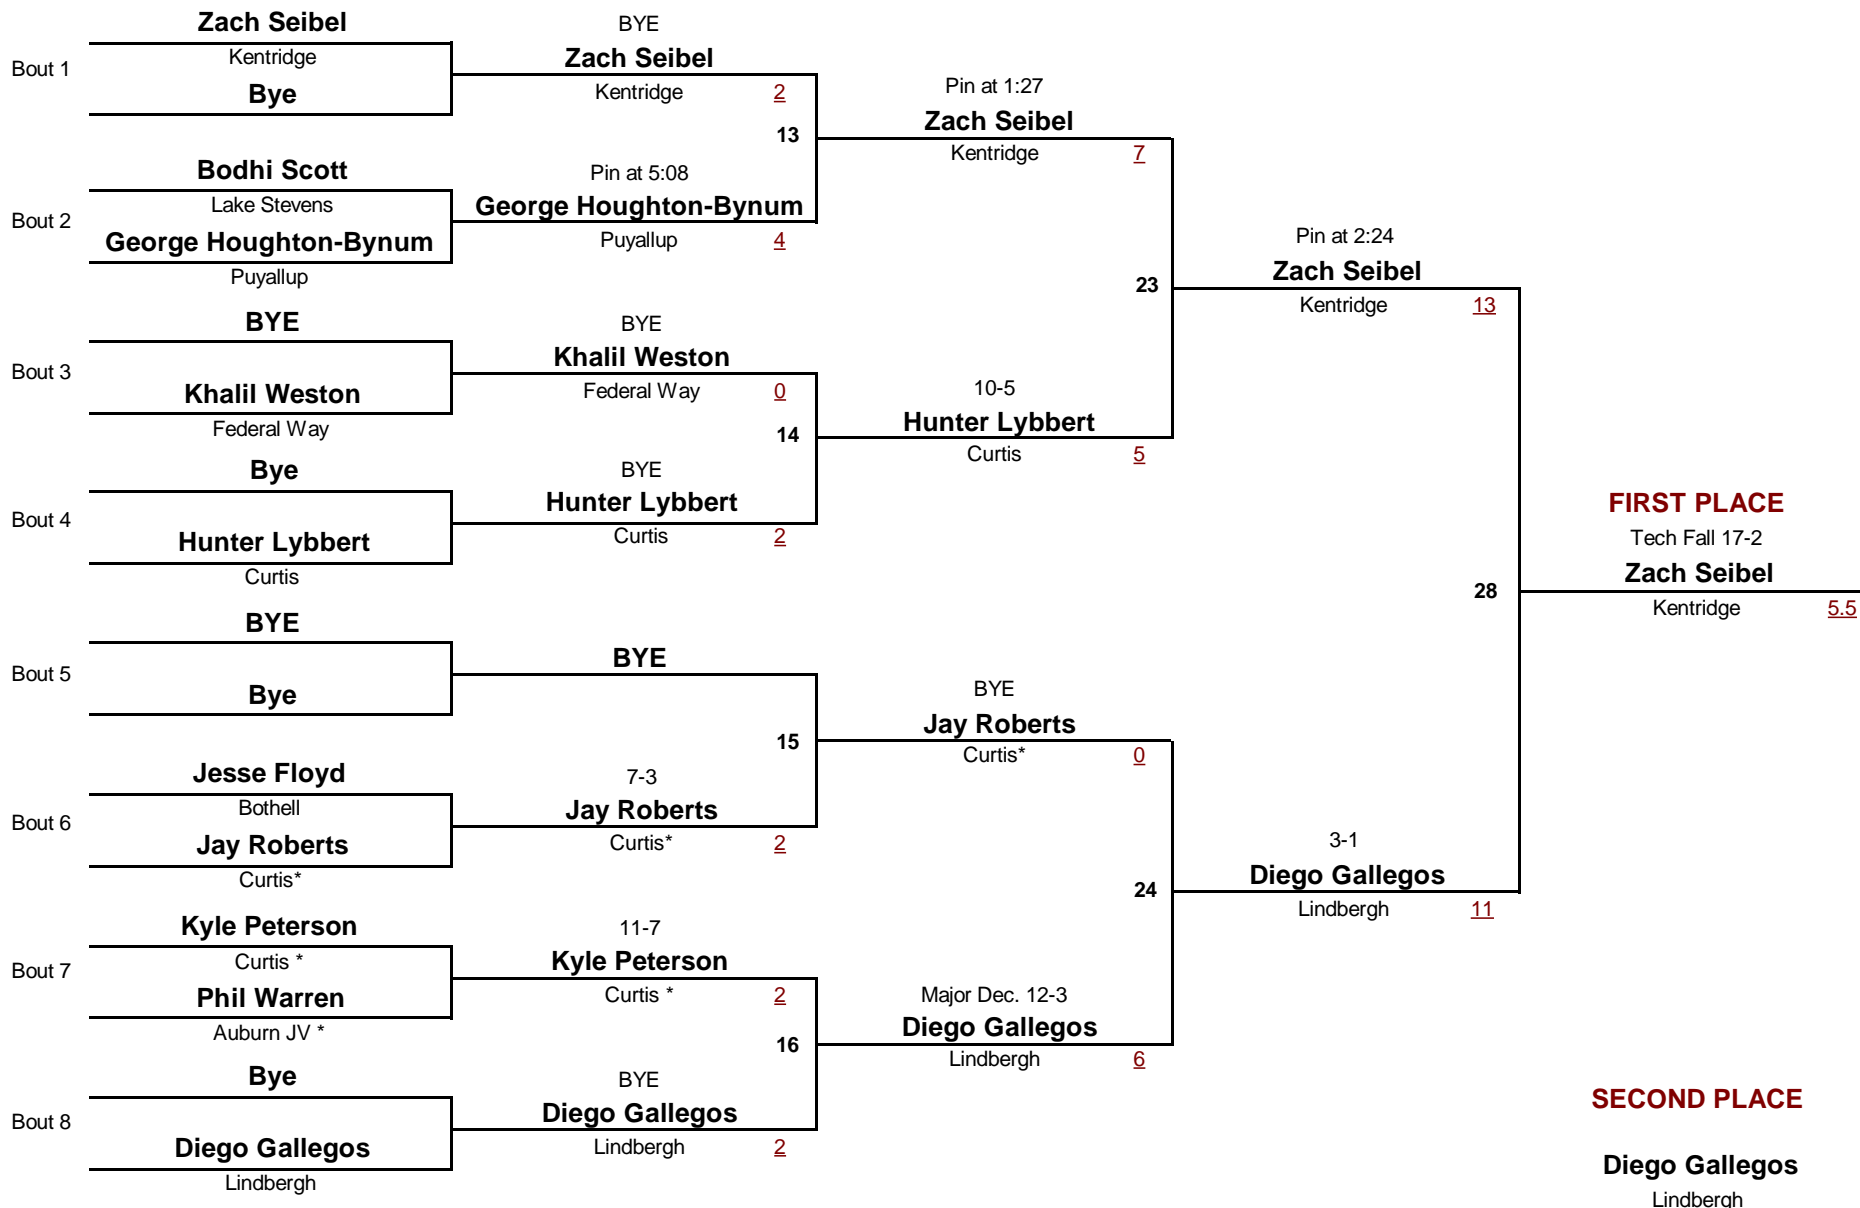 Zach Seibel
Bout 1
Kentridge
Bye
Bodhi Scott
Bout 2
Lake Stevens
George Houghton-Bynum
Puyallup
BYE
Bout 3
Khalil Weston
Federal Way
Bye
Bout 4
Hunter Lybbert
Curtis
BYE
Bout 5
Bye
Jesse Floyd
Bout 6
Bothell
Jay Roberts
Curtis*
Kyle Peterson
Bout 7
Curtis *
Phil Warren
Auburn JV *
Bye
Bout 8
Diego Gallegos
Lindbergh
BYE
Zach Seibel
Kentridge 2
13
Pin at 5:08
George Houghton-Bynum
Puyallup 4
BYE
Khalil Weston
Federal Way 0
14
BYE
Hunter Lybbert
Curtis 2
BYE
15
7-3
Jay Roberts
Curtis* 2
11-7
Kyle Peterson
Curtis * 2
16
BYE
Diego Gallegos
Lindbergh 2
Pin at 1:27
Zach Seibel
Kentridge 7
23
10-5
Hunter Lybbert
Curtis 5
BYE
Jay Roberts
Curtis* 0
24
Major Dec. 12-3
Diego Gallegos
Lindbergh 6
Pin at 2:24
Zach Seibel
Kentridge 13
28
3-1
Diego Gallegos
Lindbergh 11
FIRST PLACE
Tech Fall 17-2
Zach Seibel
Kentridge 5.5
SECOND PLACE
Diego Gallegos
Lindbergh